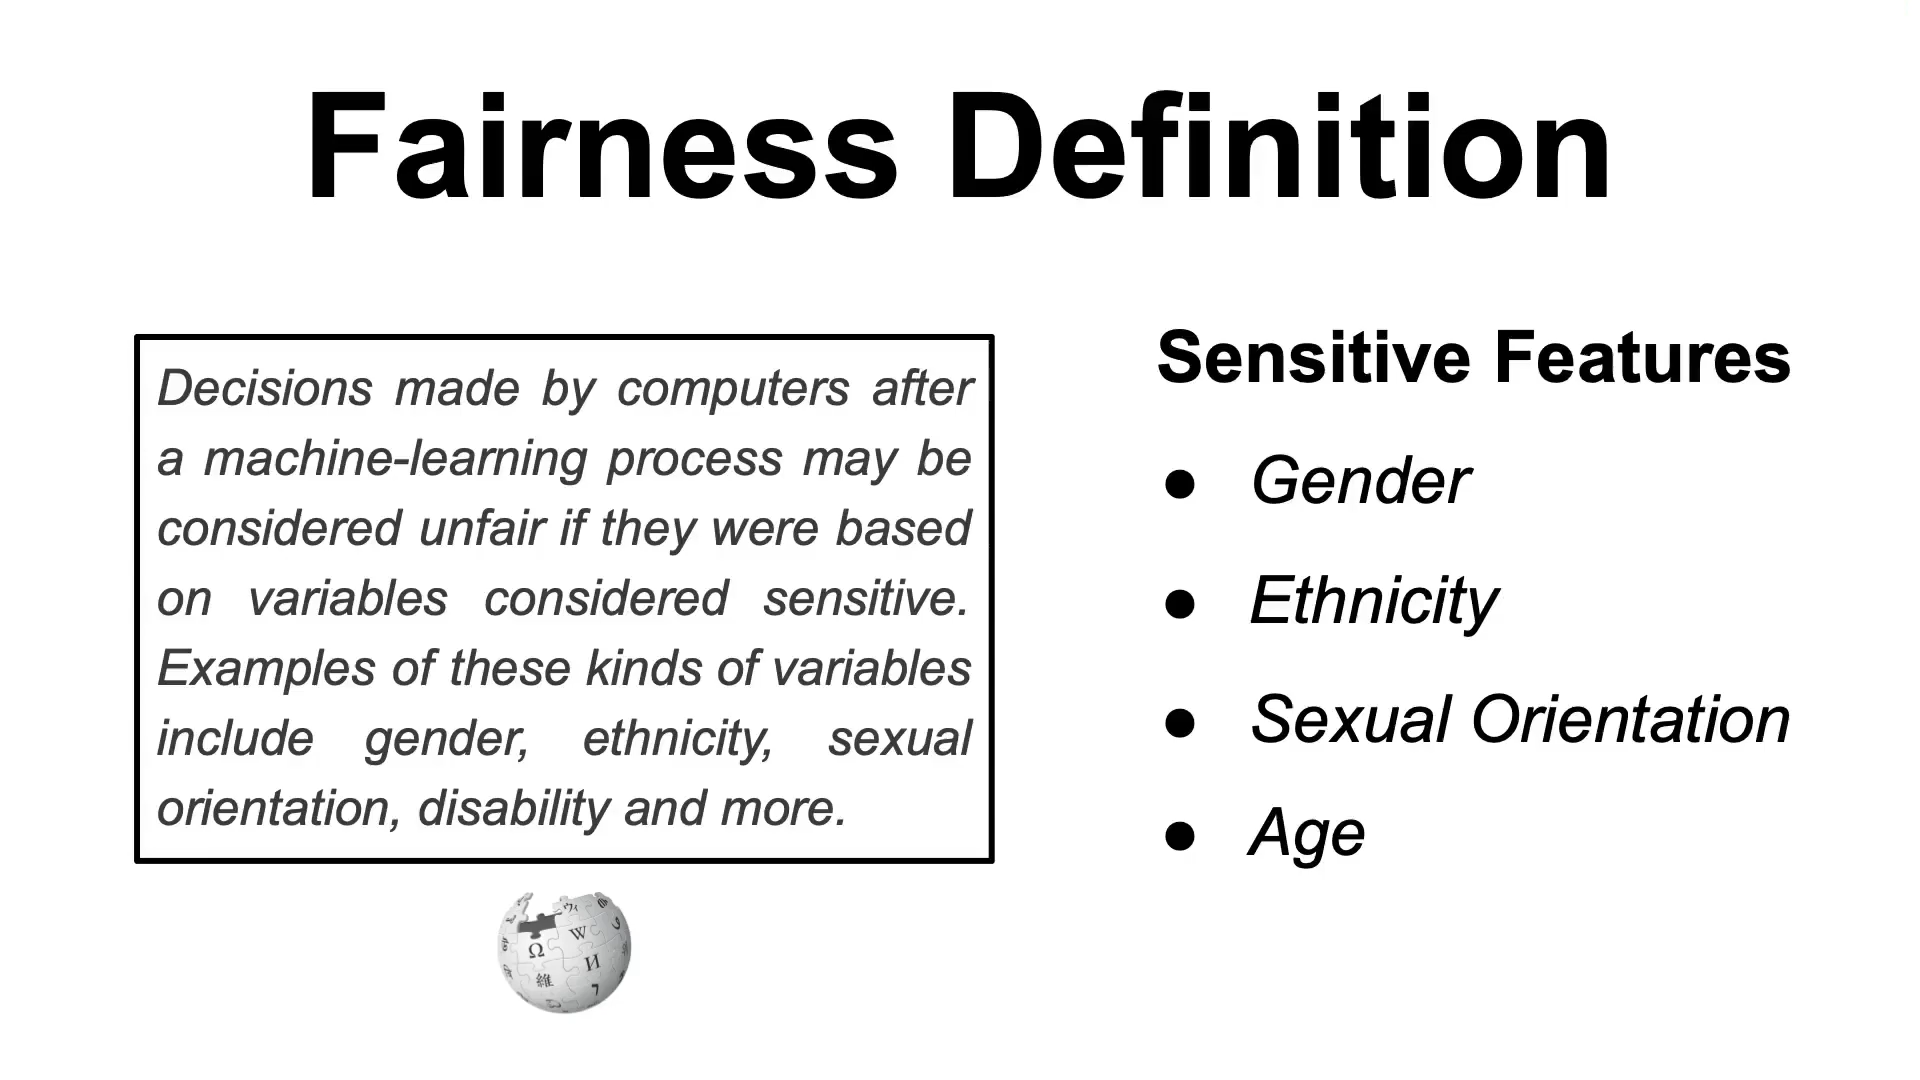 Fairness Definition
Decisions made by computers after
a machine-learning process may be
considered unfair if they were based
on variables considered sensitive.
Examples of these kinds of variables
include gender, ethnicity, sexual
orientation, disability and more.
Sensitive Features
● Gender
● Ethnicity
● Sexual Orientation
● Age
Ω W И 維